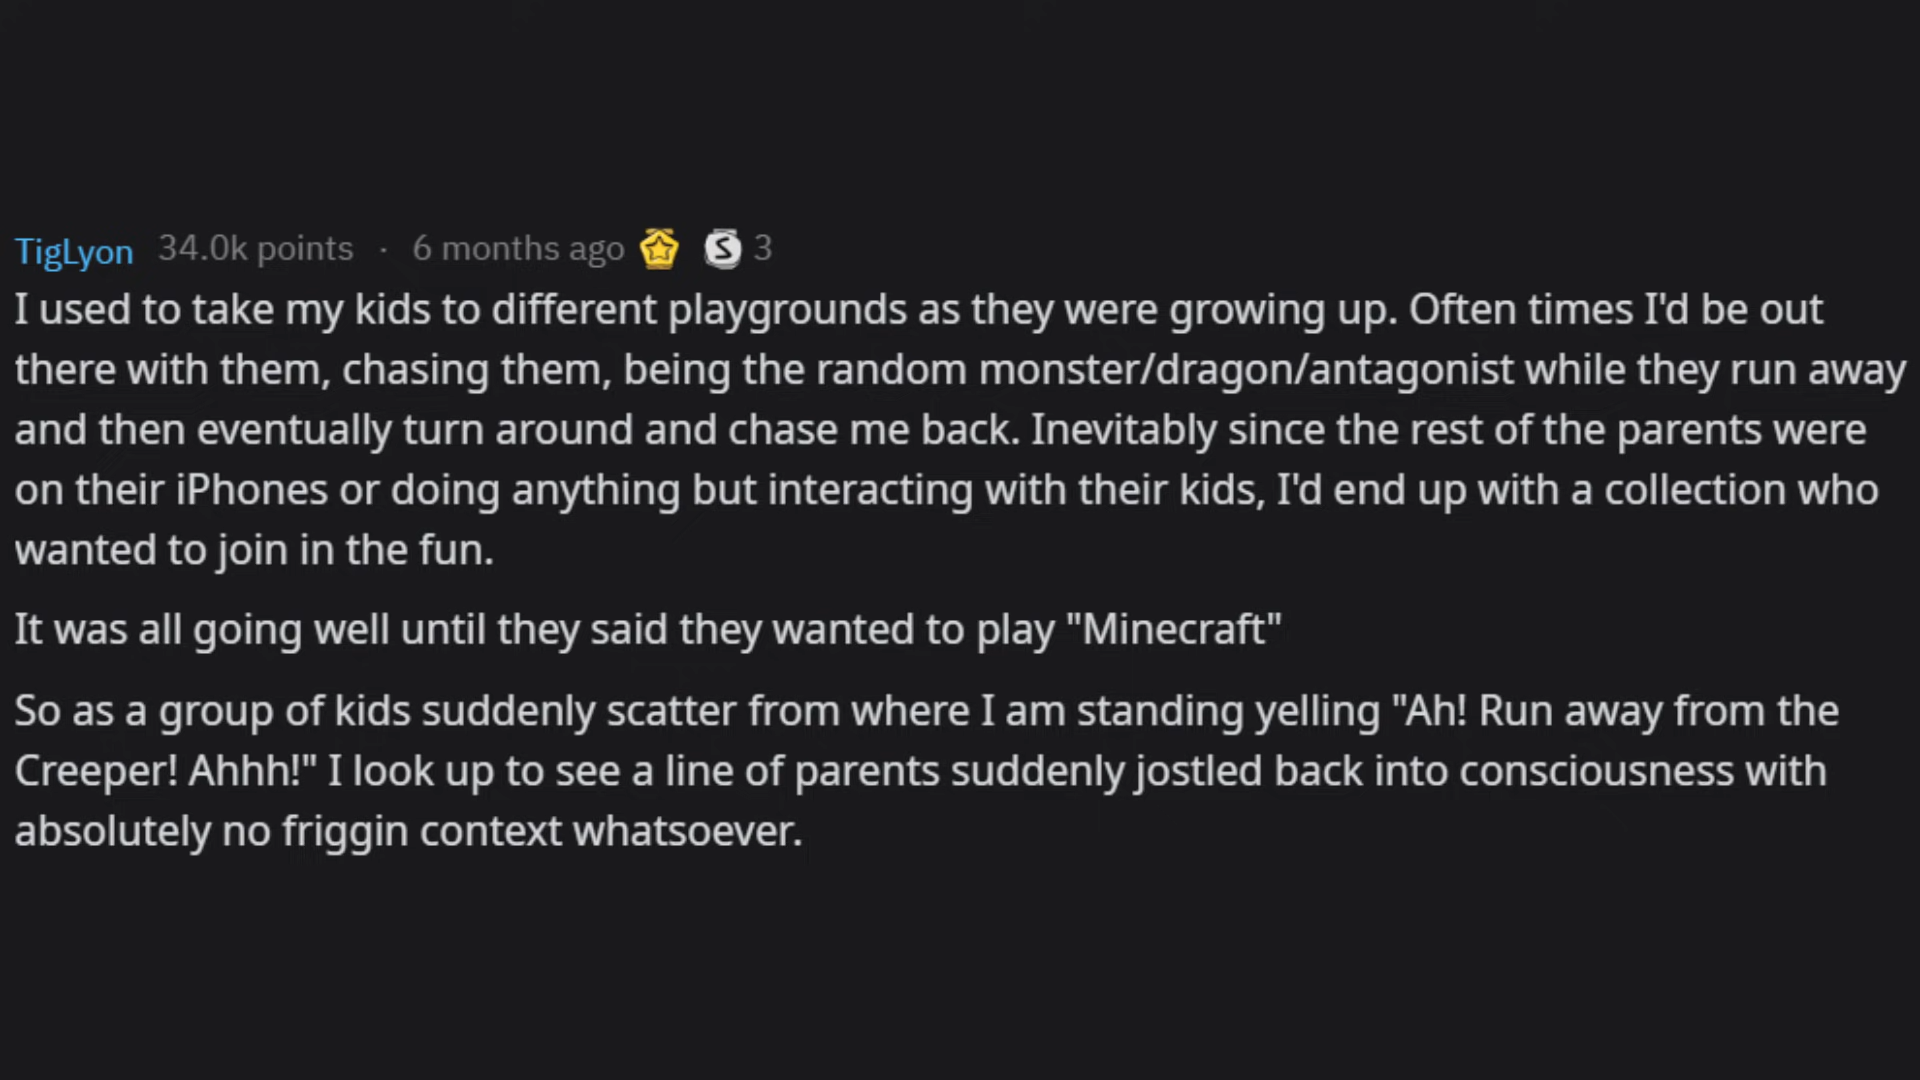 TigLyon 34.0k points · 6 months ago S 3
I used to take my kids to different playgrounds as they were growing up. Often times I'd be out
there with them, chasing them, being the random monster/dragon/antagonist while they run away
and then eventually turn around and chase me back. Inevitably since the rest of the parents were
on their iPhones or doing anything but interacting with their kids, I'd end up with a collection who
wanted to join in the fun.
It was all going well until they said they wanted to play "Minecraft"
So as a group of kids suddenly scatter from where I am standing yelling "Ah! Run away from the
Creeper! Ahhh!" I look up to see a line of parents suddenly jostled back into consciousness with
absolutely no friggin context whatsoever.